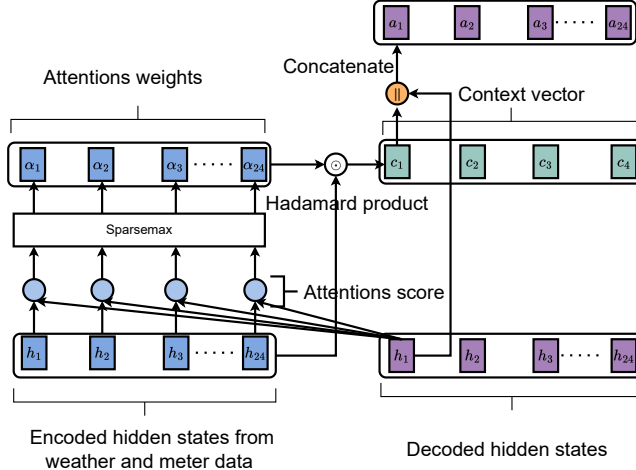 a1 a2 a3 ····· a24
Concatenate
||
Attentions weights
Context vector
α1 α2 α3 ····· α24
⊙
c1 c2 c3 c4
Hadamard product
Sparsemax
Attentions score
h1 h2 h3 ····· h24
h1 h2 h3 ····· h24
Encoded hidden states from
weather and meter data
Decoded hidden states